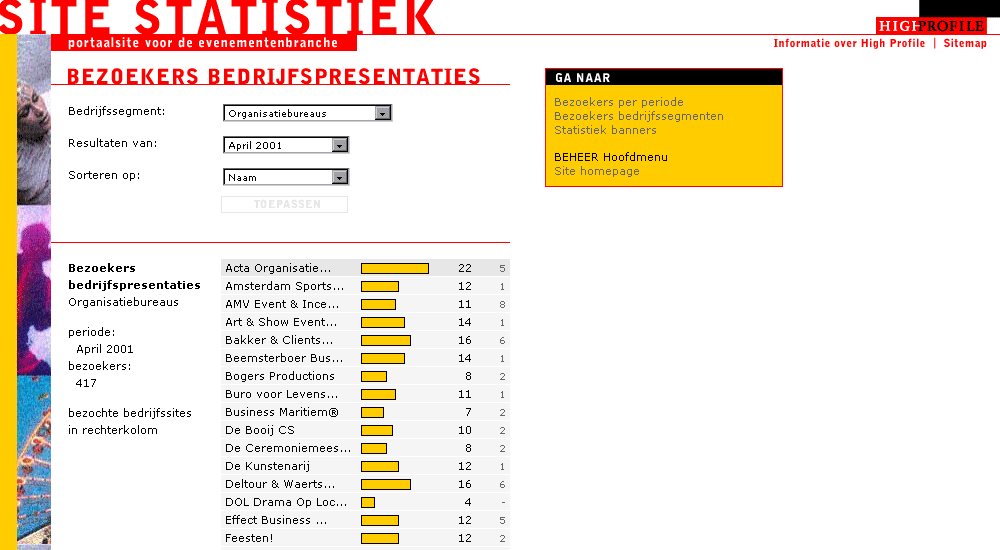 SITE STATISTIEK
portaalsite voor de evenementenbranche
HIGHPROFILE
Informatie over High Profile | Sitemap
BEZOEKERS BEDRIJFSPRESENTATIES
Bedrijfssegment: Organisatiebureaus
Resultaten van: April 2001
Sorteren op: Naam
TOEPASSEN
GA NAAR
Bezoekers per periode
Bezoekers bedrijfssegmenten
Statistiek banners
BEHEER Hoofdmenu
Site homepage
Bezoekers
bedrijfspresentaties
Organisatiebureaus
periode:
April 2001
bezoekers:
417
bezochte bedrijfssites
in rechterkolom
Acta Organisatie... 22 5
Amsterdam Sports... 12 1
AMV Event & Ince... 11 8
Art & Show Event... 14 1
Bakker & Clients... 16 6
Beemsterboer Bus... 14 1
Bogers Productions 8 2
Buro voor Levens... 11 1
Business Maritiem® 7 2
De Booij CS 10 2
De Ceremoniemees... 8 2
De Kunstenarij 12 1
Deltour & Waerts... 16 6
DOL Drama Op Loc... 4 -
Effect Business ... 12 5
Feesten! 12 2